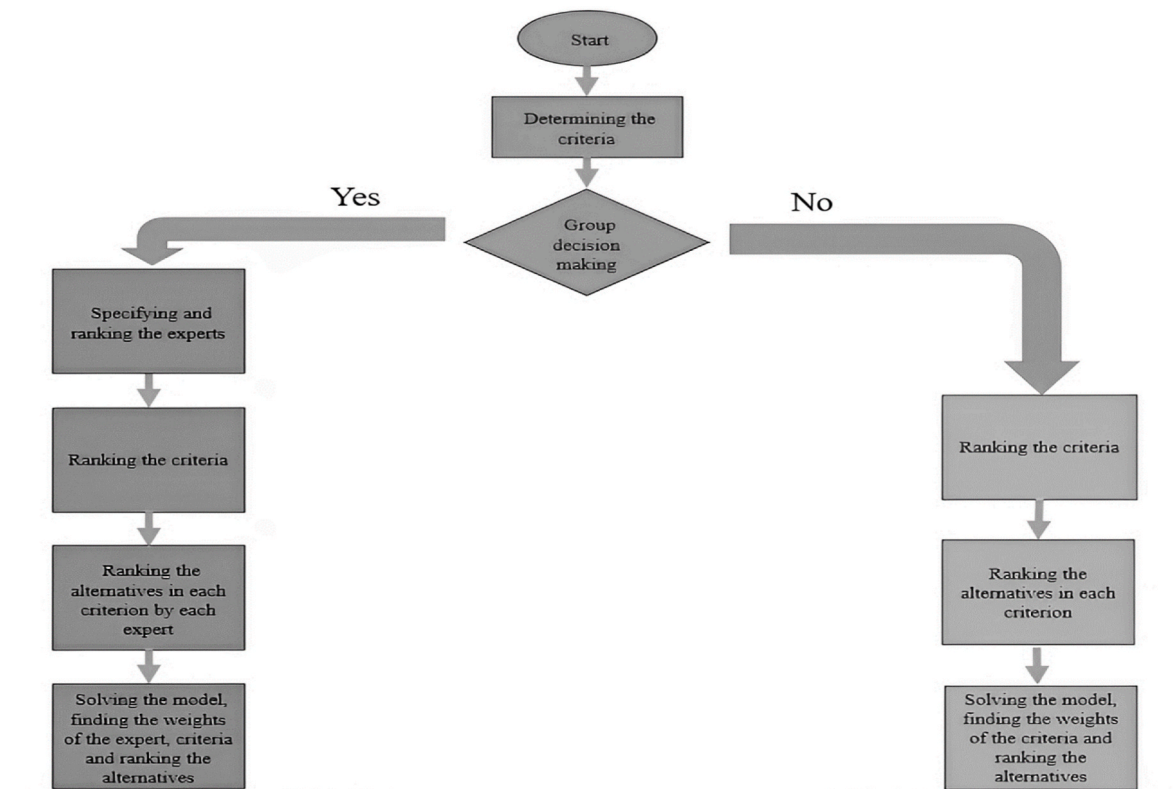 Start
Determining the
criteria
Yes
No
Group
decision
making
Specifying and
ranking the experts
Ranking the criteria
Ranking the
alternatives in each
criterion by each
expert
Solving the model,
finding the weights
of the expert, criteria
and ranking the
alternatives
Ranking the criteria
Ranking the
alternatives in each
criterion
Solving the model,
finding the weights
of the criteria and
ranking the
alternatives